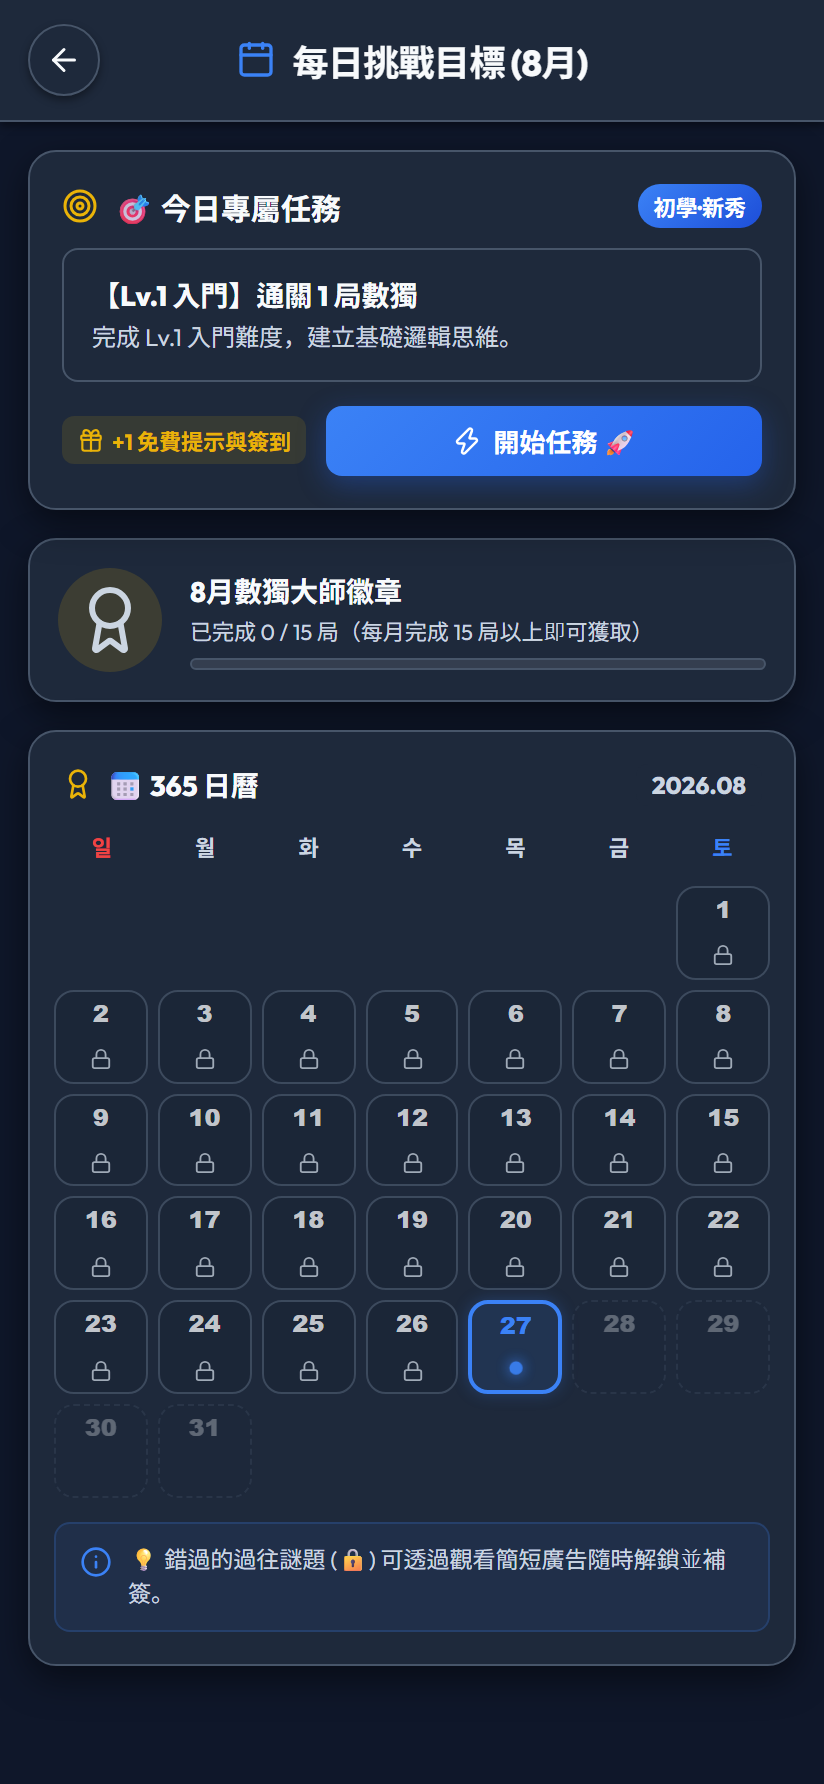 每日挑戰目標 (8月)
🎯 今日專屬任務
初學·新秀
【Lv.1 入門】通關 1 局數獨
完成 Lv.1 入門難度，建立基礎邏輯思維。
+1 免費提示與簽到
開始任務 🚀
8月數獨大師徽章
已完成 0 / 15 局（每月完成 15 局以上即可獲取）
365 日曆
2026.08
일 월 화 수 목 금 토
1
2 3 4 5 6 7 8
9 10 11 12 13 14 15
16 17 18 19 20 21 22
23 24 25 26 27 28 29
30 31
💡 錯過的過往謎題 ( 🔒 ) 可透過觀看簡短廣告隨時解鎖並補
簽。